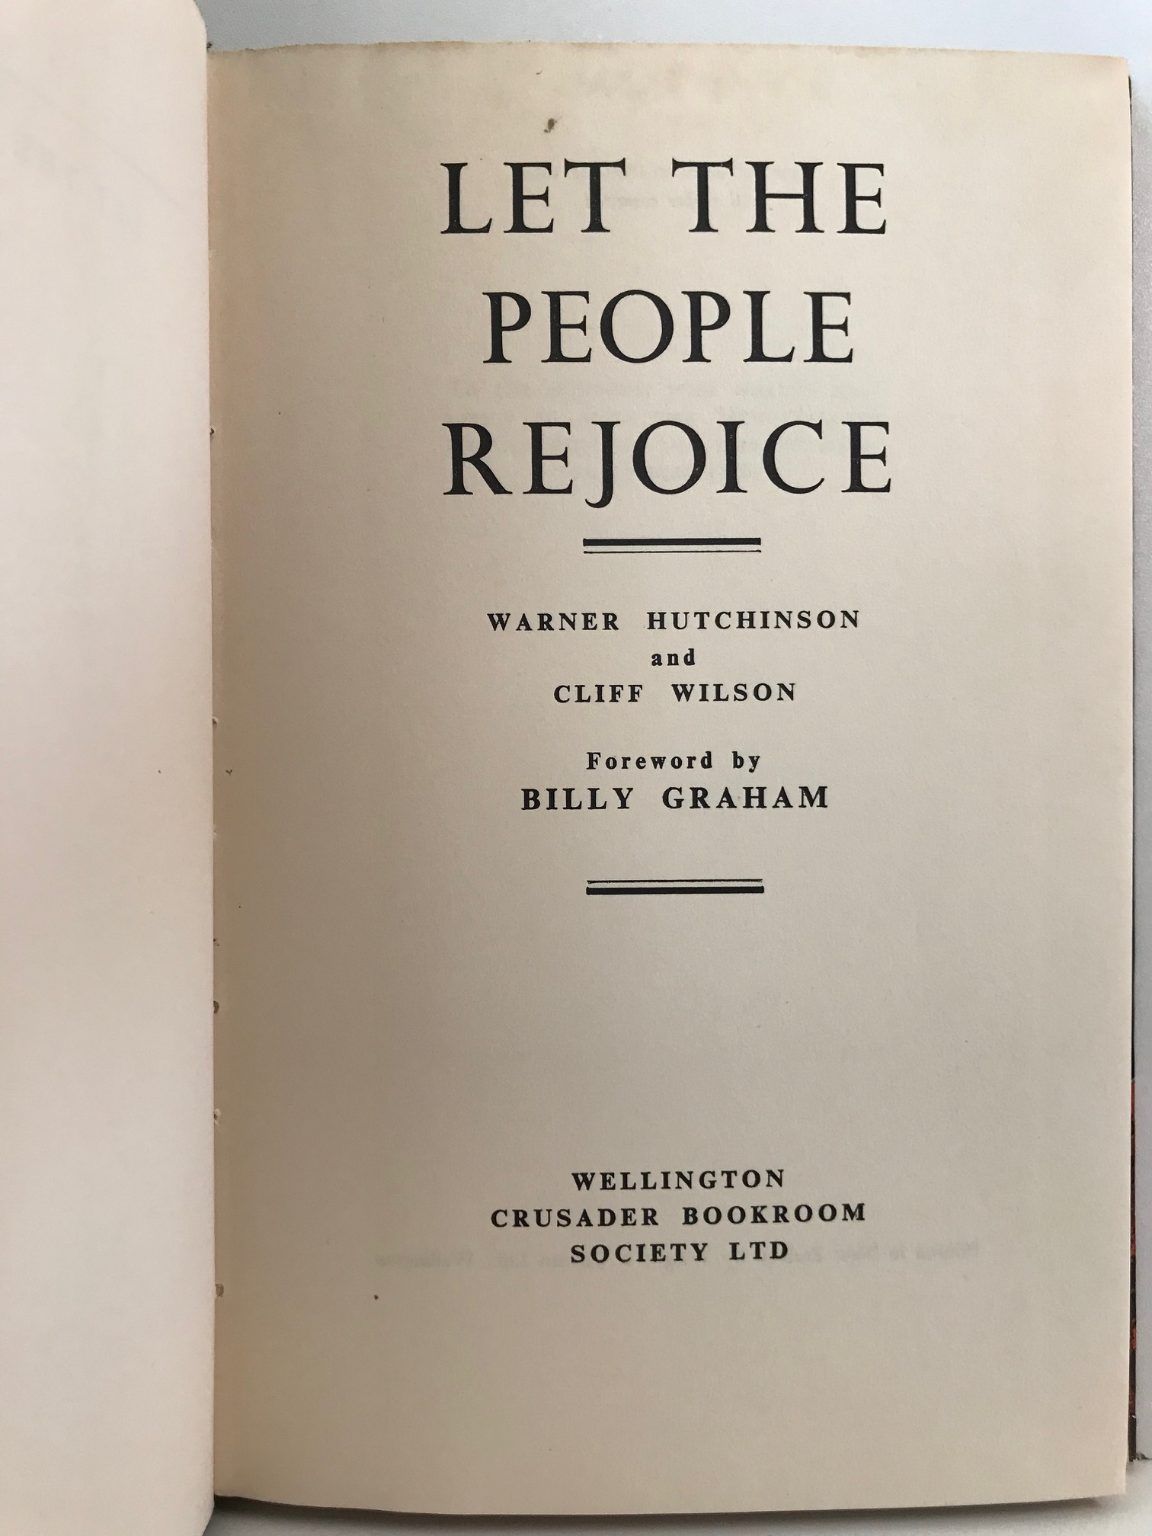 LET THE
PEOPLE
REJOICE
WARNER HUTCHINSON
and
CLIFF WILSON
Foreword by
BILLY GRAHAM
WELLINGTON
CRUSADER BOOKROOM
SOCIETY LTD